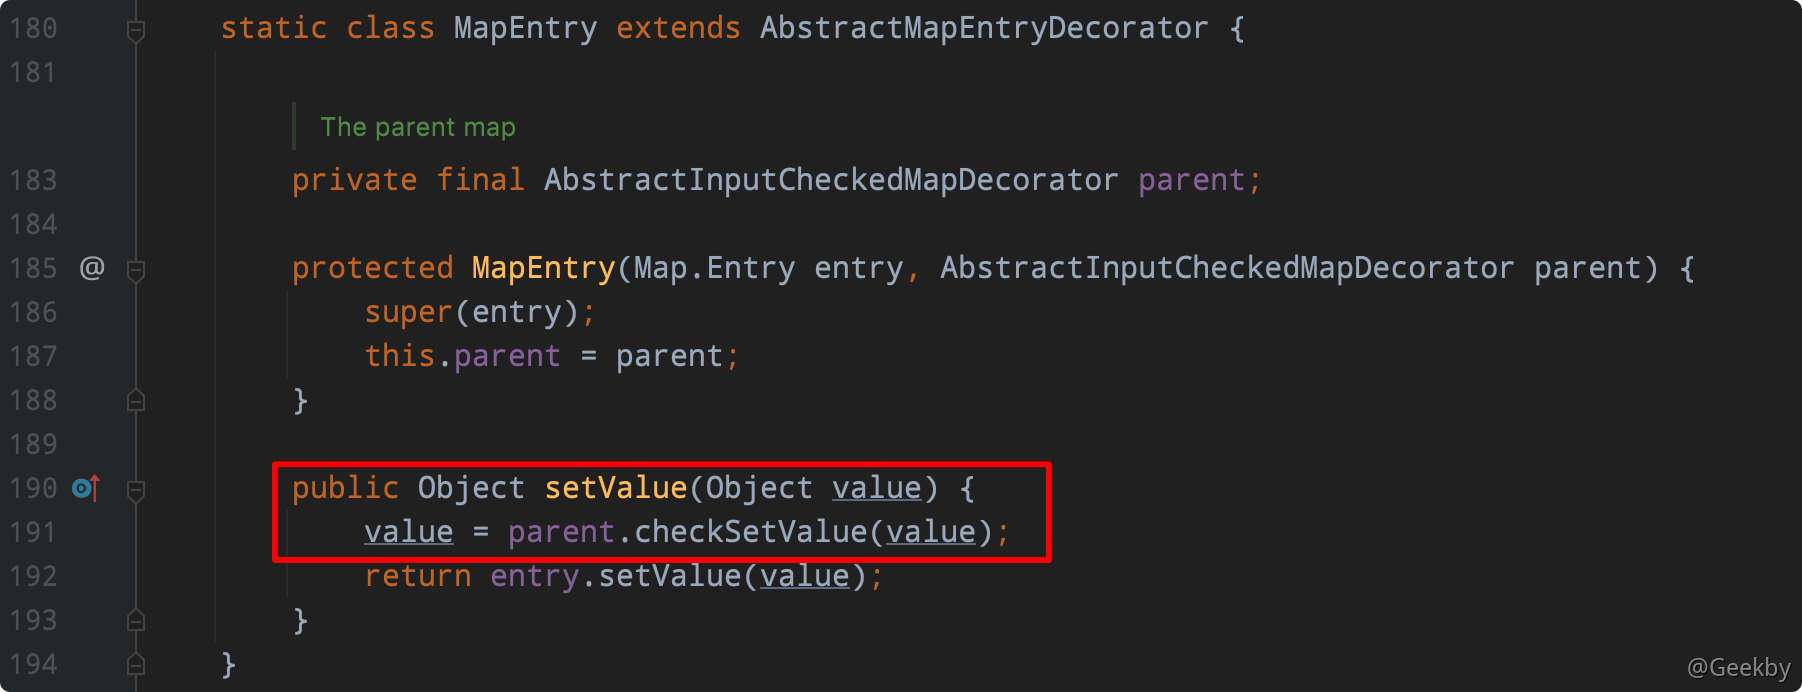 180 static class MapEntry extends AbstractMapEntryDecorator {
181
The parent map
183 private final AbstractInputCheckedMapDecorator parent;
184
185 @ protected MapEntry(Map.Entry entry, AbstractInputCheckedMapDecorator parent) {
186 super(entry);
187 this.parent = parent;
188 }
189
190 public Object setValue(Object value) {
191 value = parent.checkSetValue(value);
192 return entry.setValue(value);
193 }
194 }
@Geekby